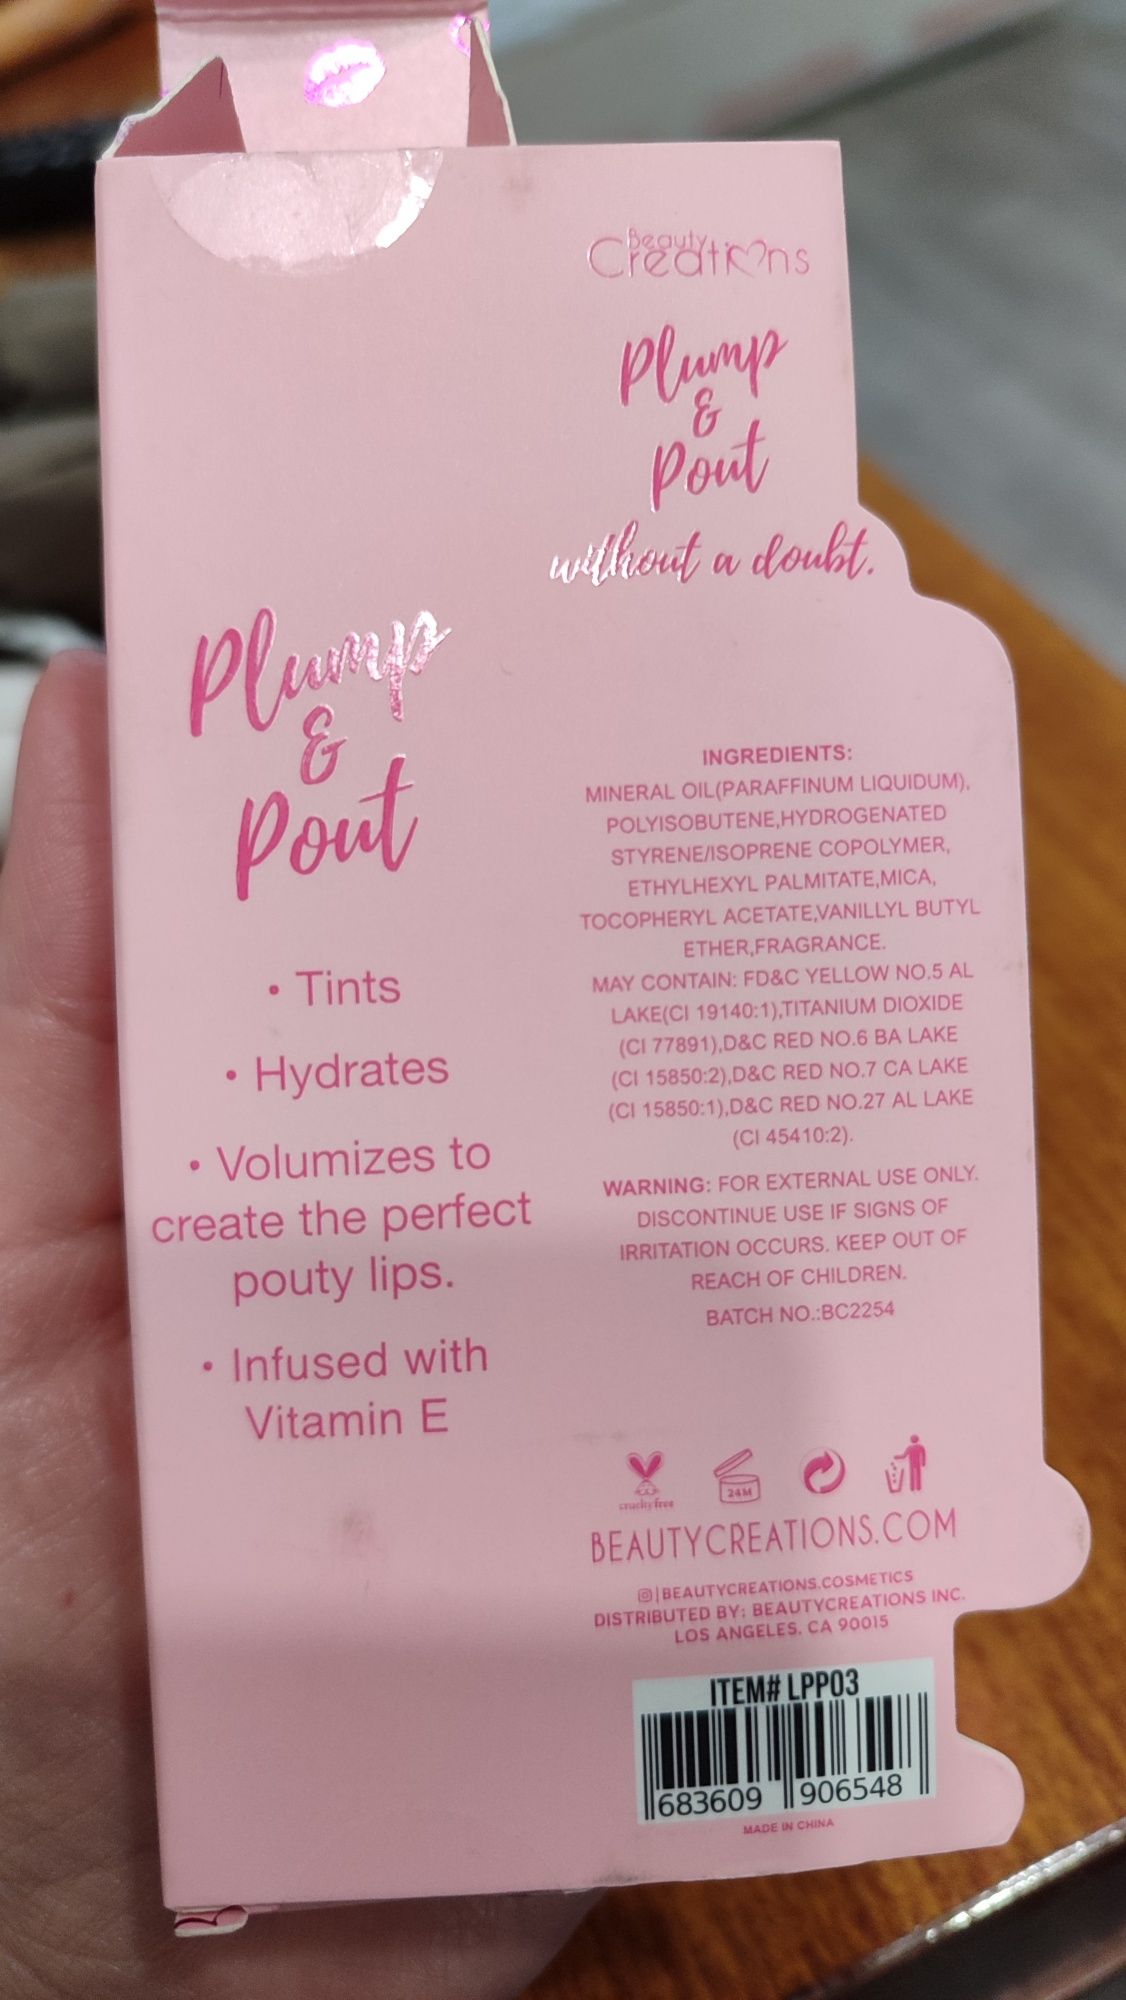 Beauty
Creations
Plump
&
Pout
without a doubt.
Plump
&
Pout
• Tints
• Hydrates
• Volumizes to
create the perfect
pouty lips.
• Infused with
Vitamin E
INGREDIENTS:
MINERAL OIL(PARAFFINUM LIQUIDUM),
POLYISOBUTENE,HYDROGENATED
STYRENE/ISOPRENE COPOLYMER,
ETHYLHEXYL PALMITATE,MICA,
TOCOPHERYL ACETATE,VANILLYL BUTYL
ETHER,FRAGRANCE.
MAY CONTAIN: FD&C YELLOW NO.5 AL
LAKE(CI 19140:1),TITANIUM DIOXIDE
(CI 77891),D&C RED NO.6 BA LAKE
(CI 15850:2),D&C RED NO.7 CA LAKE
(CI 15850:1),D&C RED NO.27 AL LAKE
(CI 45410:2).
WARNING: FOR EXTERNAL USE ONLY.
DISCONTINUE USE IF SIGNS OF
IRRITATION OCCURS. KEEP OUT OF
REACH OF CHILDREN.
BATCH NO.:BC2254
cruelty free
24M
BEAUTYCREATIONS.COM
|BEAUTYCREATIONS.COSMETICS
DISTRIBUTED BY: BEAUTYCREATIONS INC.
LOS ANGELES, CA 90015
ITEM# LPP03
683609 906548
MADE IN CHINA